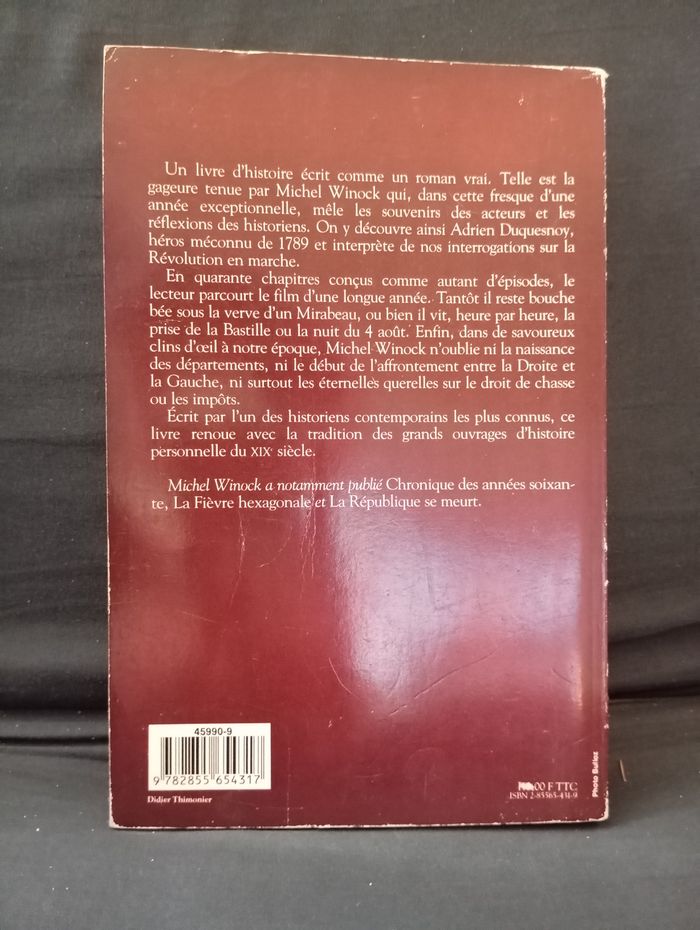 Un livre d'histoire écrit comme un roman vrai. Telle est la
gageure tenue par Michel Winock qui, dans cette fresque d'une
année exceptionnelle, mêle les souvenirs des acteurs et les
réflexions des historiens. On y découvre ainsi Adrien Duquesnoy,
héros méconnu de 1789 et interprète de nos interrogations sur la
Révolution en marche.
En quarante chapitres conçus comme autant d'épisodes, le
lecteur parcourt le film d'une longue année. Tantôt il reste bouche
bée sous la verve d'un Mirabeau, ou bien il vit, heure par heure, la
prise de la Bastille ou la nuit du 4 août. Enfin, dans de savoureux
clins d'œil à notre époque, Michel Winock n'oublie ni la naissance
des départements, ni le début de l'affrontement entre la Droite et
la Gauche, ni surtout les éternelles querelles sur le droit de chasse
ou les impôts.
Écrit par l'un des historiens contemporains les plus connus, ce
livre renoue avec la tradition des grands ouvrages d'histoire
personnelle du XIXe siècle.
Michel Winock a notamment publié Chronique des années soixan-
te, La Fièvre hexagonale et La République se meurt.
45990-9
9 782855 654317
Didier Thimonier
00 F TTC
ISBN 2-85565-431-9
Photo Bulloz